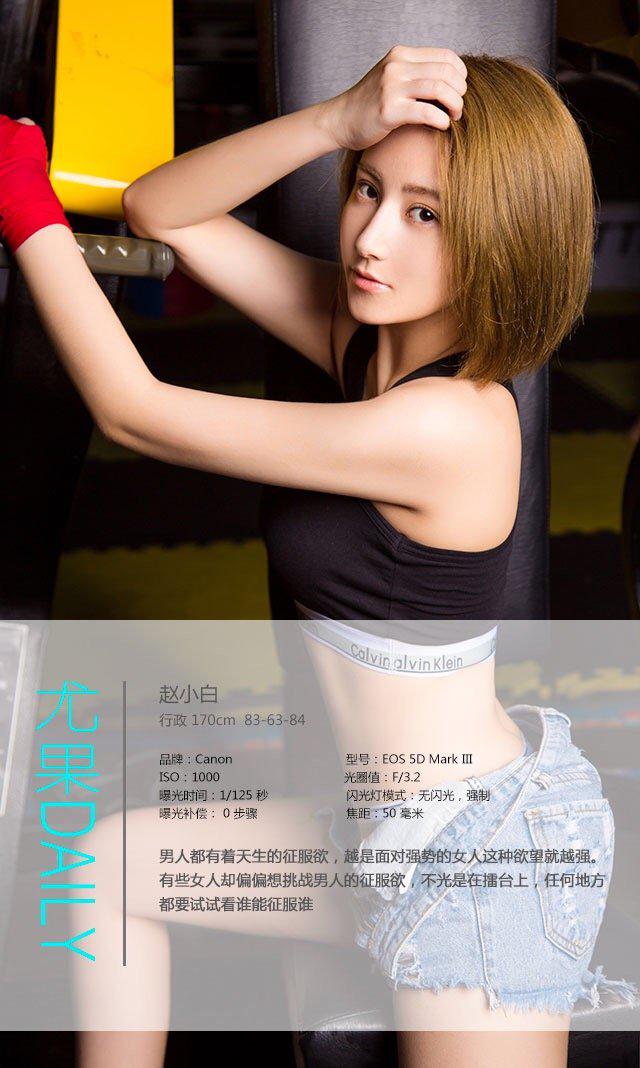 Calvin alvin Klein
尤果DAILY
赵小白
行政 170cm 83-63-84
品牌：Canon 型号：EOS 5D Mark III
ISO：1000 光圈值：F/3.2
曝光时间：1/125 秒 闪光灯模式：无闪光，强制
曝光补偿： 0 步骤 焦距：50 毫米
男人都有着天生的征服欲，越是面对强势的女人这种欲望就越强。
有些女人却偏偏想挑战男人的征服欲，不光是在擂台上，任何地方
都要试试看谁能征服谁